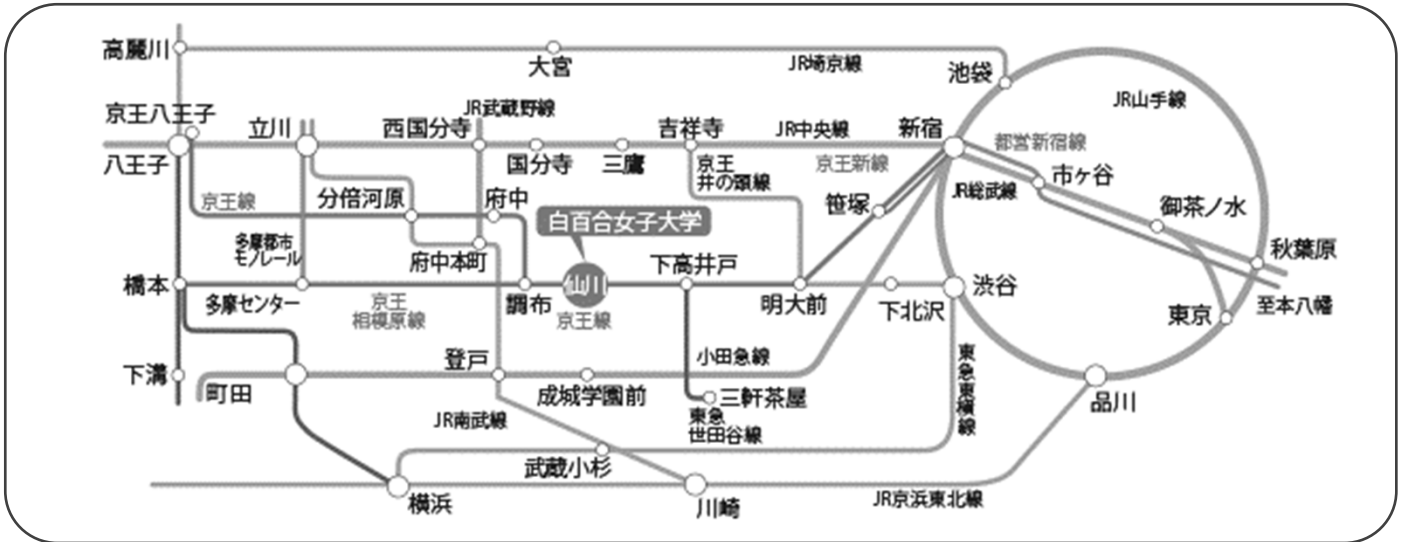 高麗川
大宮
JR埼京線
池袋
JR山手線
京王八王子
立川
西国分寺
JR武蔵野線
吉祥寺
JR中央線
新宿
都営新宿線
八王子
国分寺
三鷹
京王
井の頭線
京王新線
JR総武線
市ヶ谷
京王線
分倍河原
府中
笹塚
御茶ノ水
白百合女子大学
多摩都市
モノレール
府中本町
下高井戸
秋葉原
橋本
多摩センター
京王
相模原線
調布
仙川
京王線
明大前
下北沢
渋谷
至本八幡
東京
下溝
町田
登戸
成城学園前
小田急線
三軒茶屋
東急
世田谷線
東急東横線
品川
JR南武線
武蔵小杉
横浜
川崎
JR京浜東北線